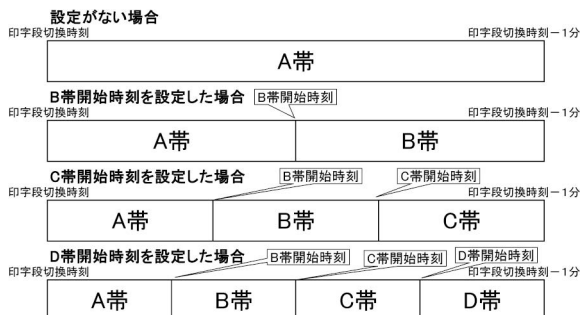 設定がない場合
印字段切換時刻 印字段切換時刻－1分
A帯
B帯開始時刻を設定した場合 B帯開始時刻
印字段切換時刻 印字段切換時刻－1分
A帯 B帯
C帯開始時刻を設定した場合 B帯開始時刻 C帯開始時刻
印字段切換時刻 印字段切換時刻－1分
A帯 B帯 C帯
D帯開始時刻を設定した場合 B帯開始時刻 C帯開始時刻 D帯開始時刻
印字段切換時刻 印字段切換時刻－1分
A帯 B帯 C帯 D帯